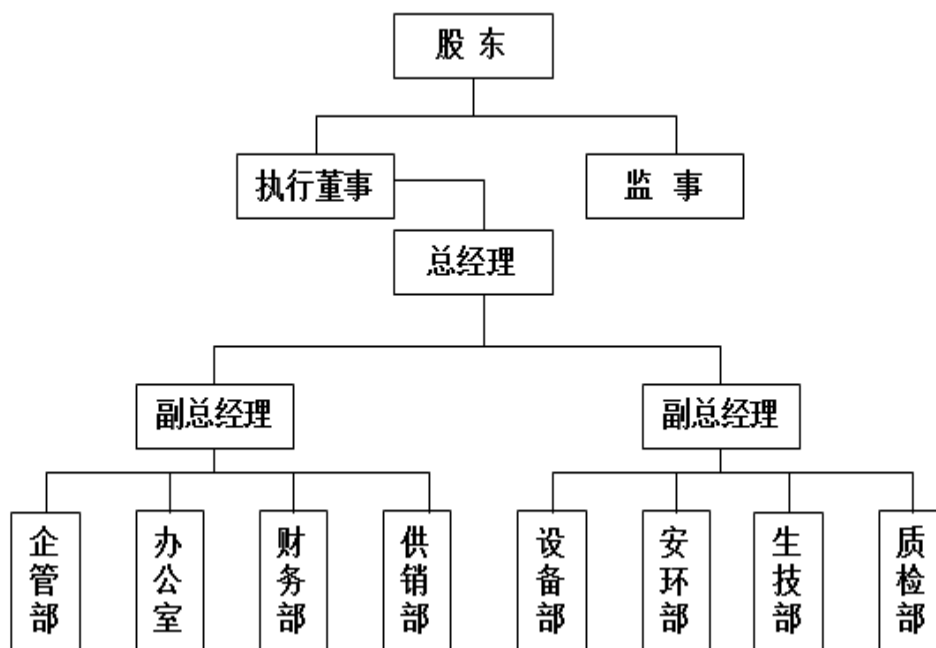 股 东
执行董事
监 事
总经理
副总经理
副总经理
企管部
办公室
财务部
供销部
设备部
安环部
生技部
质检部